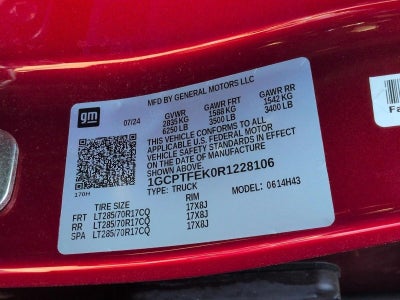 MFD BY GENERAL MOTORS LLC
gm
07/24
GVWR GAWR FRT GAWR RR
2835 KG 1588 KG 1542 KG
6250 LB 3500 LB 3400 LB
THIS VEHICLE CONFORMS TO ALL
APPLICABLE U.S. FEDERAL MOTOR
VEHICLE SAFETY STANDARDS IN EFFECT
ON THE DATE OF MANUFACTURE
SHOWN ABOVE.
1GCPTFEK0R1228106
170H
TYPE: TRUCK MODEL: 0614H43
TIRE SIZE RIM
FRT LT285/70R17CQ 17X8J
RR LT285/70R17CQ 17X8J
SPA LT285/70R17CQ 17X8J
Fa